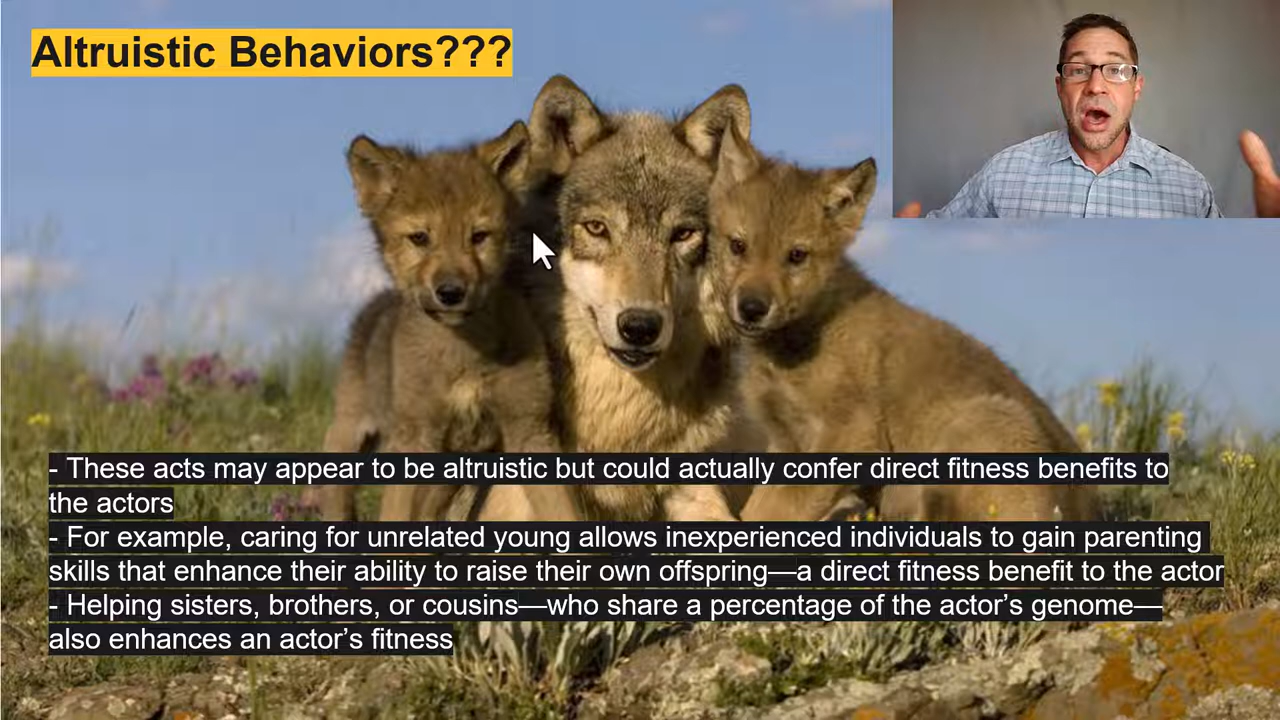 Altruistic Behaviors???
- These acts may appear to be altruistic but could actually confer direct fitness benefits to
the actors
- For example, caring for unrelated young allows inexperienced individuals to gain parenting
skills that enhance their ability to raise their own offspring—a direct fitness benefit to the actor
- Helping sisters, brothers, or cousins—who share a percentage of the actor’s genome—
also enhances an actor’s fitness